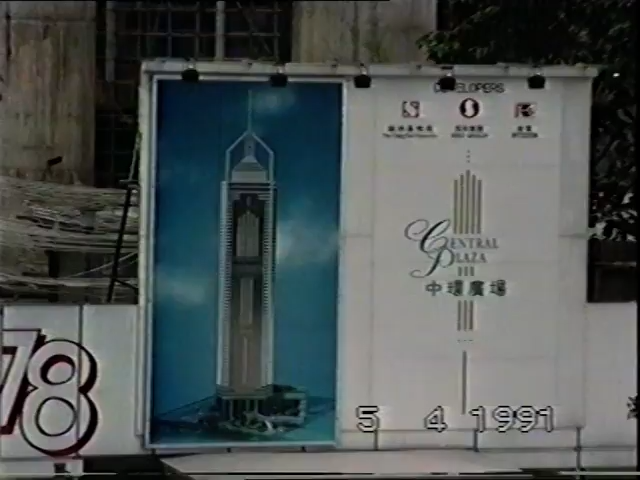 DEVELOPERS
CENTRAL
PLAZA
中環廣場
78
5 4 1991